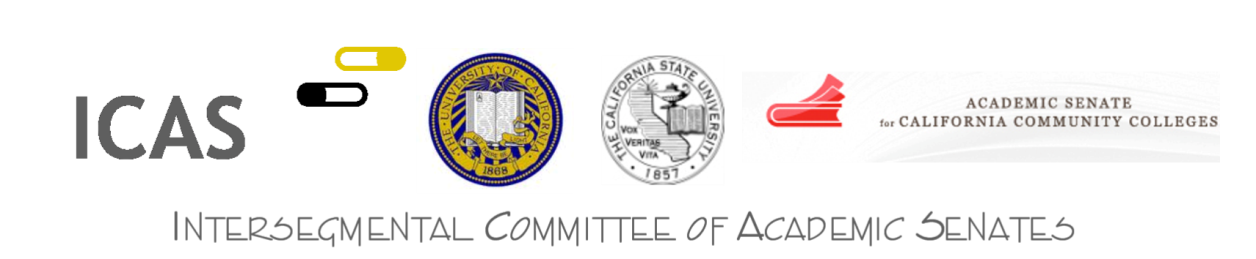 ICAS
THE · UNIVERSITY · OF · CALIFORNIA ·
1868
THE CALIFORNIA STATE UNIVERSITY
VOX
VERITAS
VITA
· 1857 ·
ACADEMIC SENATE
for CALIFORNIA COMMUNITY COLLEGES
INTERSEGMENTAL COMMITTEE OF ACADEMIC SENATES